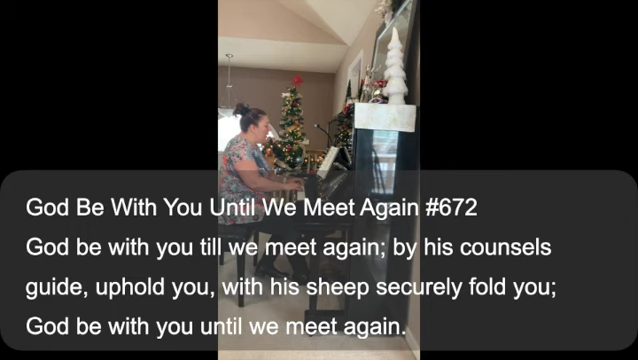 God Be With You Until We Meet Again #672
God be with you till we meet again; by his counsels
guide, uphold you, with his sheep securely fold you;
God be with you until we meet again.